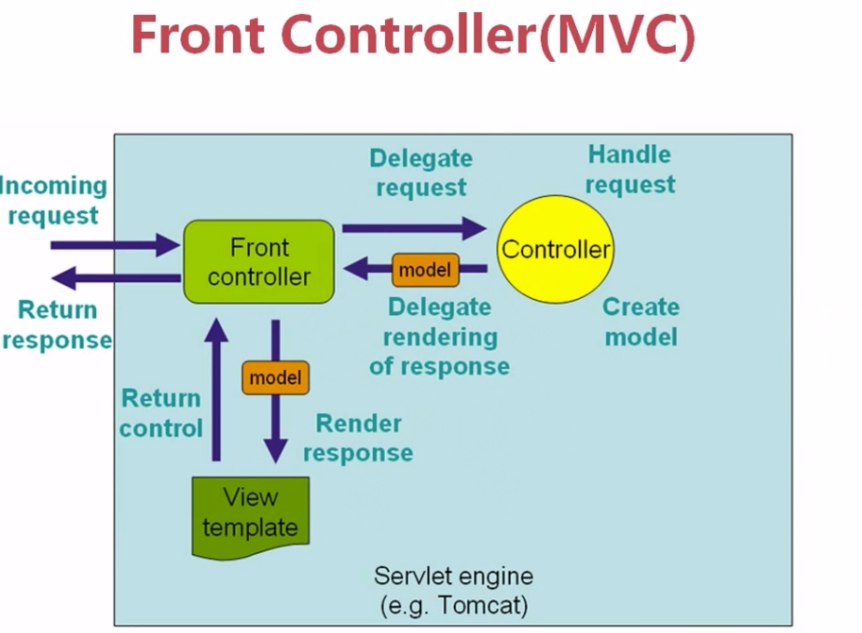 Front Controller(MVC)
Incoming
request
Return
response
Front
controller
Delegate
request
Handle
request
Controller
model
Delegate
rendering
of response
Create
model
Return
control
model
Render
response
View
template
Servlet engine
(e.g. Tomcat)